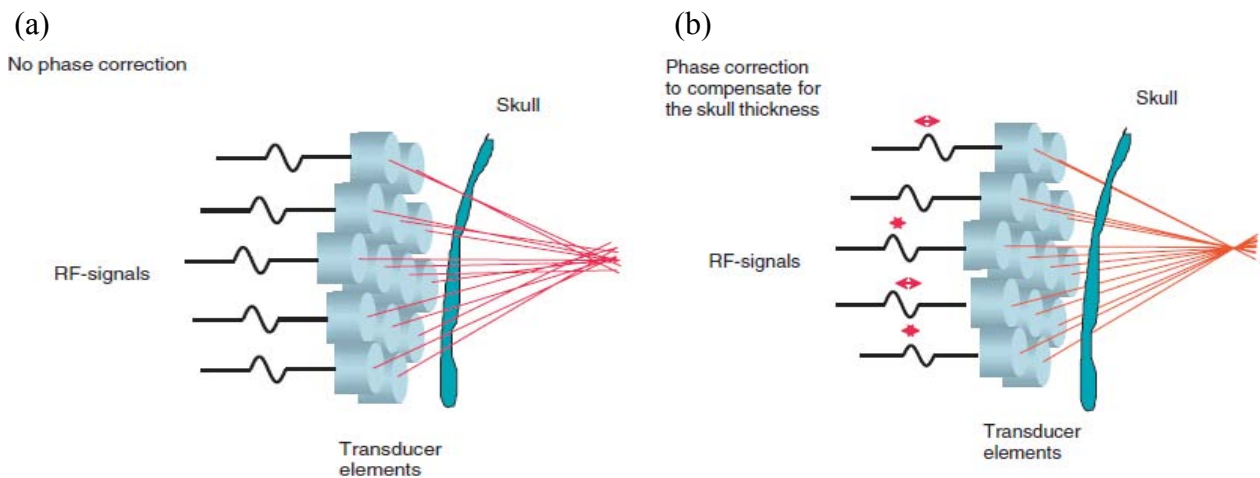 (a)
No phase correction
Skull
RF-signals
Transducer
elements
(b)
Phase correction
to compensate for
the skull thickness
Skull
RF-signals
Transducer
elements